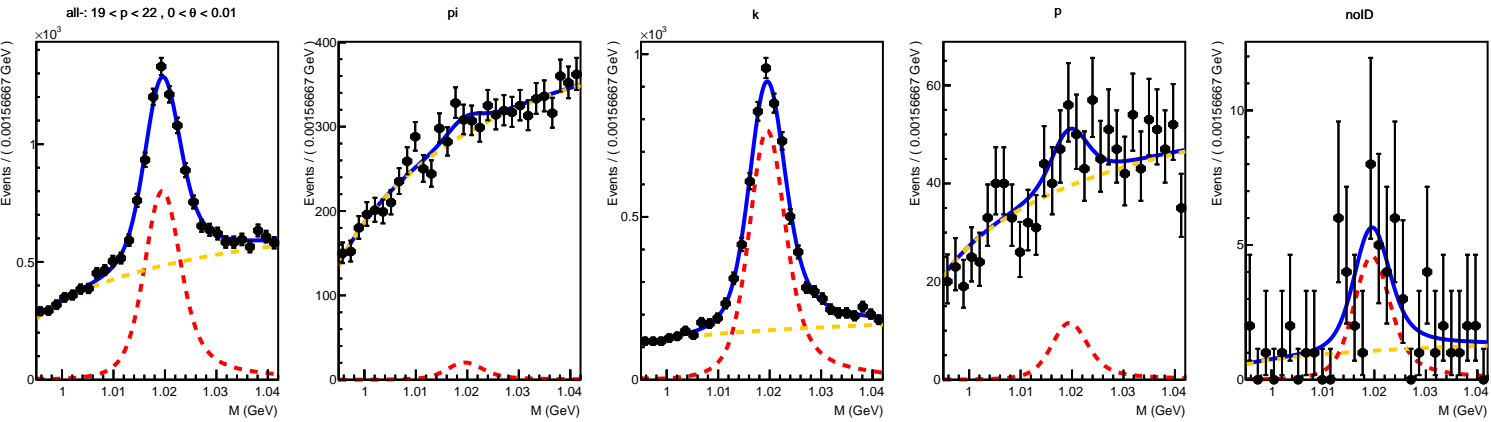 all-: 19 < p < 22 , 0 < θ < 0.01
×10³
Events / ( 0.00156667 GeV )
1
0.5
0
1 1.01 1.02 1.03 1.04
M (GeV)
pi
Events / ( 0.00156667 GeV )
400
300
200
100
0
1 1.01 1.02 1.03 1.04
M (GeV)
k
×10³
Events / ( 0.00156667 GeV )
1
0.5
0
1 1.01 1.02 1.03 1.04
M (GeV)
p
Events / ( 0.00156667 GeV )
60
40
20
0
1 1.01 1.02 1.03 1.04
M (GeV)
noID
Events / ( 0.00156667 GeV )
10
5
0
1 1.01 1.02 1.03 1.04
M (GeV)